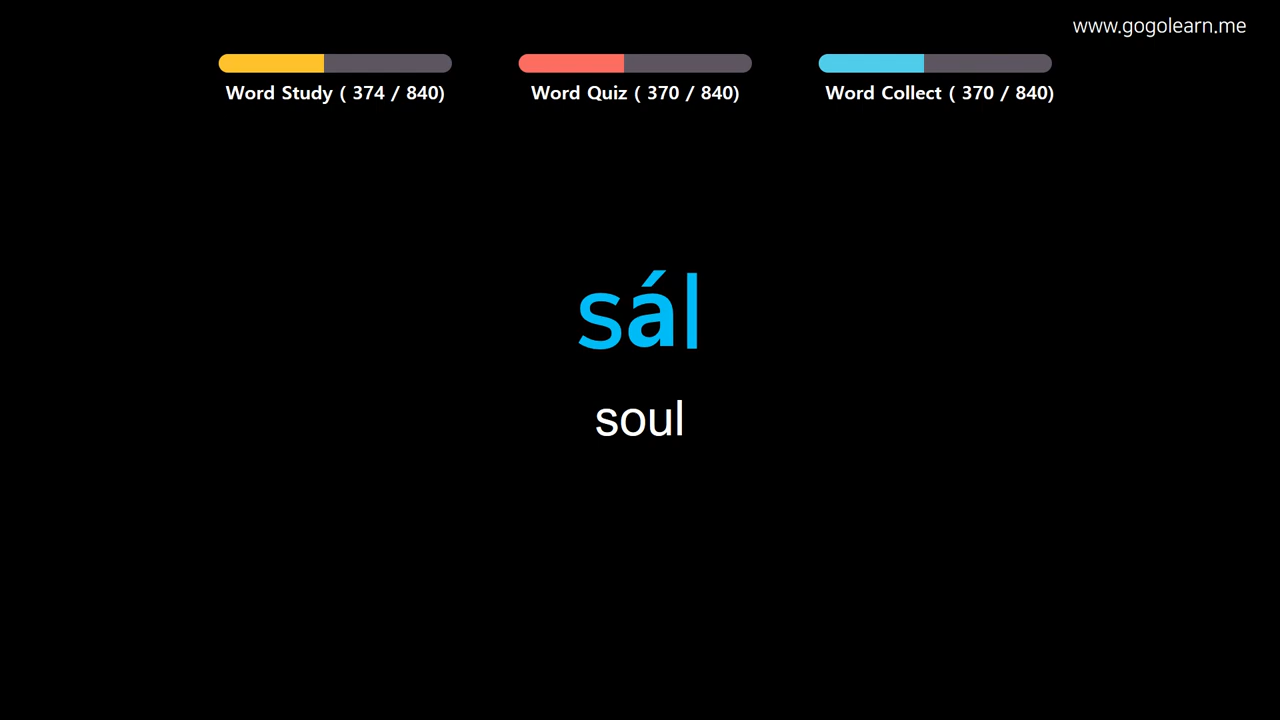 www.gogolearn.me
Word Study ( 374 / 840)
Word Quiz ( 370 / 840)
Word Collect ( 370 / 840)
sál
soul